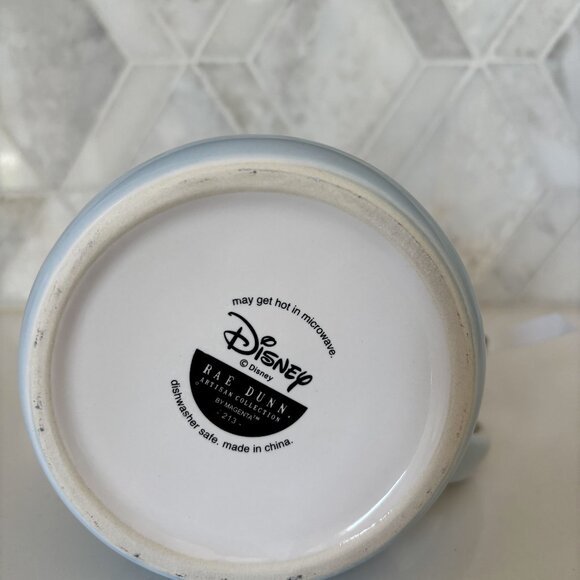 may get hot in microwave.
Disney
© Disney
RAE DUNN
ARTISAN COLLECTION
BY MAGENTA™
213
dishwasher safe. made in china.